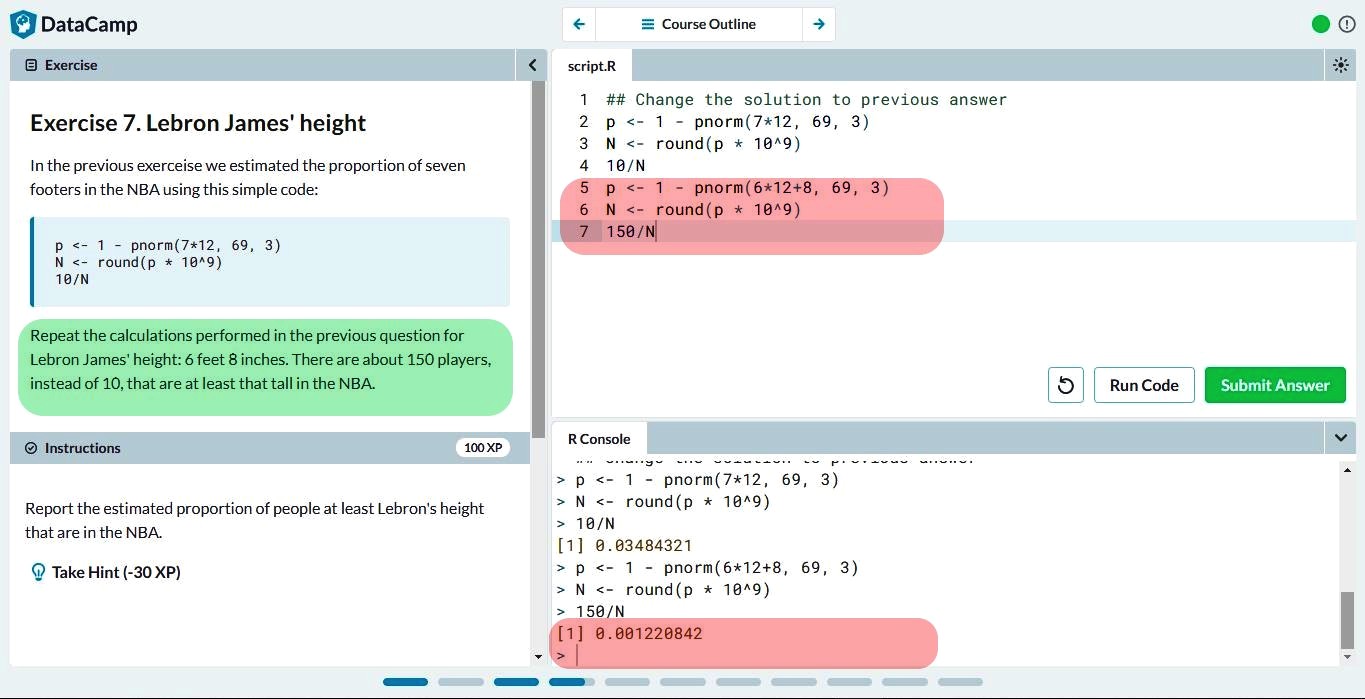 DataCamp
Course Outline
Exercise
Exercise 7. Lebron James' height
In the previous exerceise we estimated the proportion of seven
footers in the NBA using this simple code:
p <- 1 - pnorm(7*12, 69, 3)
N <- round(p * 10^9)
10/N
Repeat the calculations performed in the previous question for
Lebron James' height: 6 feet 8 inches. There are about 150 players,
instead of 10, that are at least that tall in the NBA.
Instructions
100 XP
Report the estimated proportion of people at least Lebron's height
that are in the NBA.
Take Hint (-30 XP)
script.R
1 ## Change the solution to previous answer
2 p <- 1 - pnorm(7*12, 69, 3)
3 N <- round(p * 10^9)
4 10/N
5 p <- 1 - pnorm(6*12+8, 69, 3)
6 N <- round(p * 10^9)
7 150/N
Run Code
Submit Answer
R Console
## Change the solution to previous answer
> p <- 1 - pnorm(7*12, 69, 3)
> N <- round(p * 10^9)
> 10/N
[1] 0.03484321
> p <- 1 - pnorm(6*12+8, 69, 3)
> N <- round(p * 10^9)
> 150/N
[1] 0.001220842
>